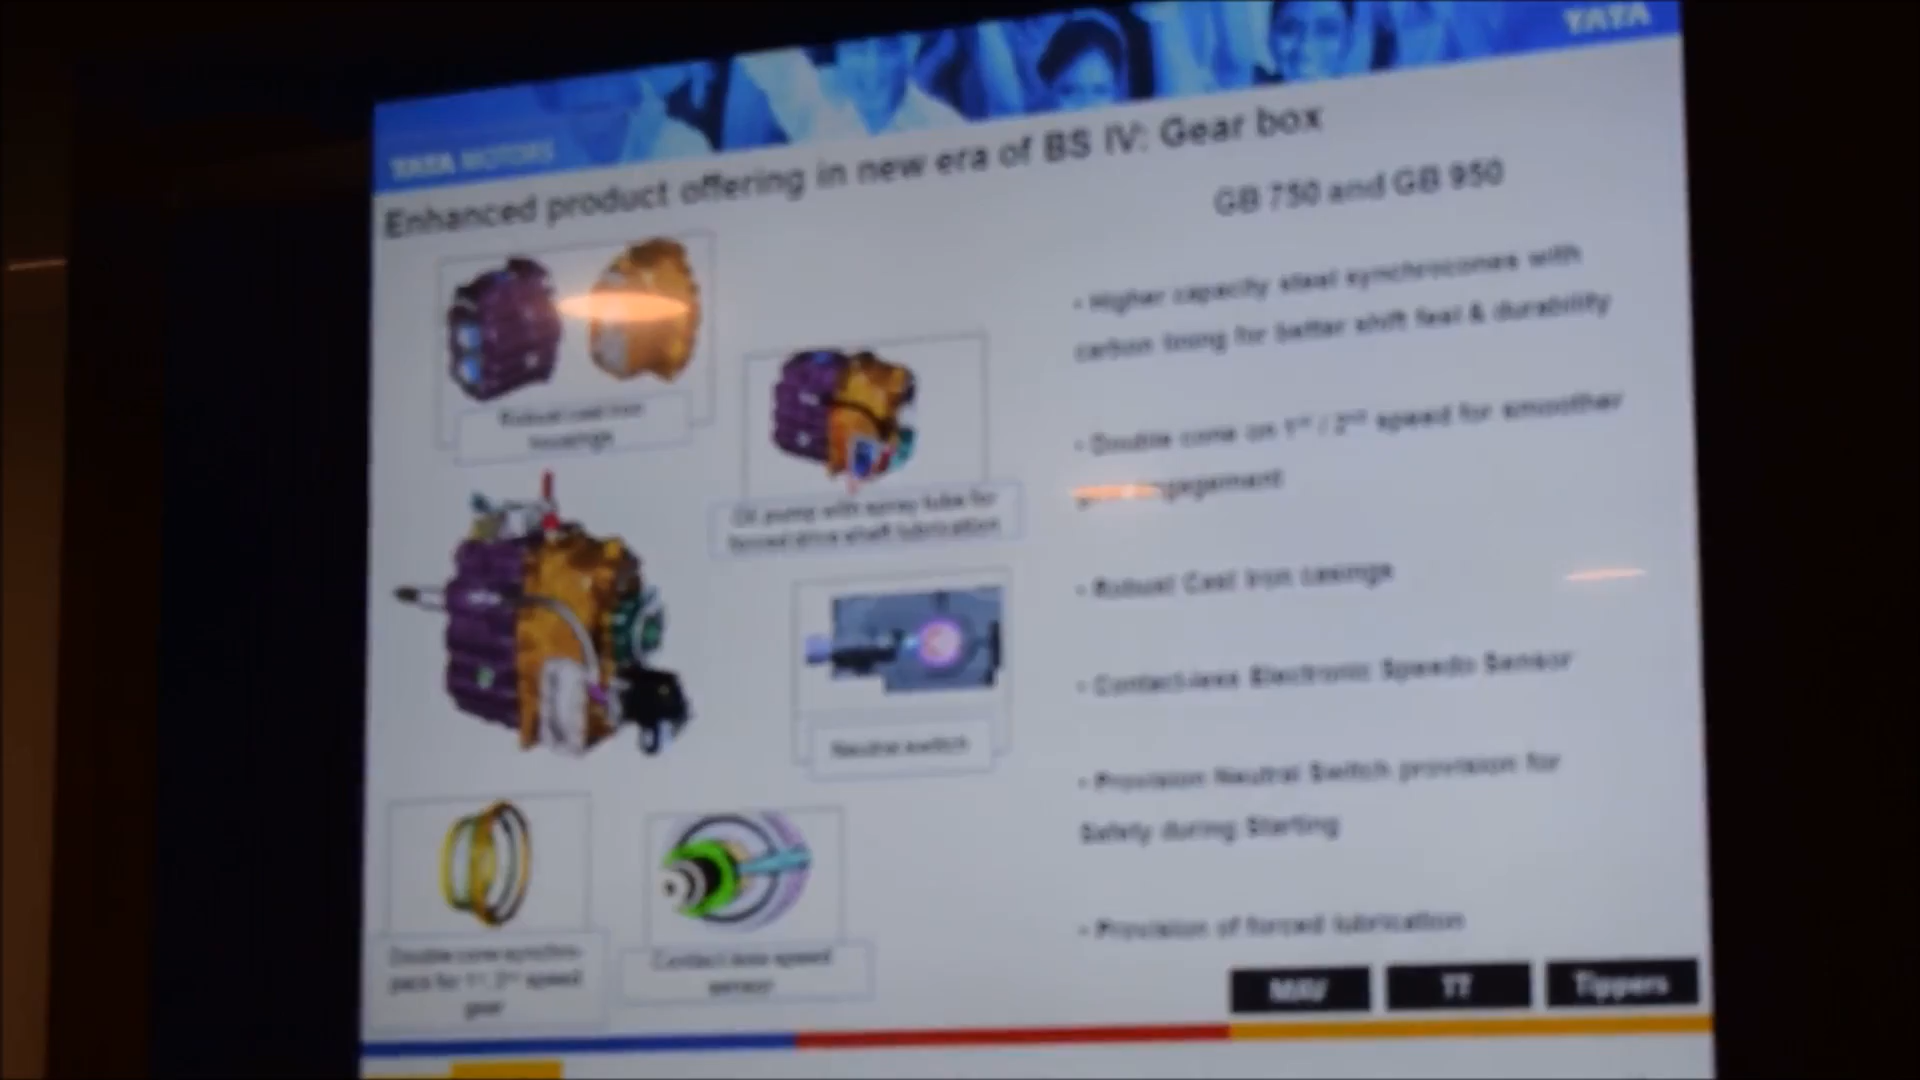 TATA
TATA MOTORS
Enhanced product offering in new era of BS IV: Gear box
GB 750 and GB 950
- Higher capacity steel synchrocones with
carbon lining for better shift feel & durability
- Double cone on 1st / 2nd speed for smoother
engagement
- Robust Cast Iron casings
- Contact-less Electronic Speedo Sensor
- Provision Neutral Switch provision for
Safety during Starting
- Provision of forced lubrication
Robust cast iron
housings
Oil pump with spray tube for
forced drive shaft lubrication
Neutral switch
Double cone synchro-
pack for 1st, 2nd speed
gear
Contact-less speed
sensor
MAV
TT
Tippers